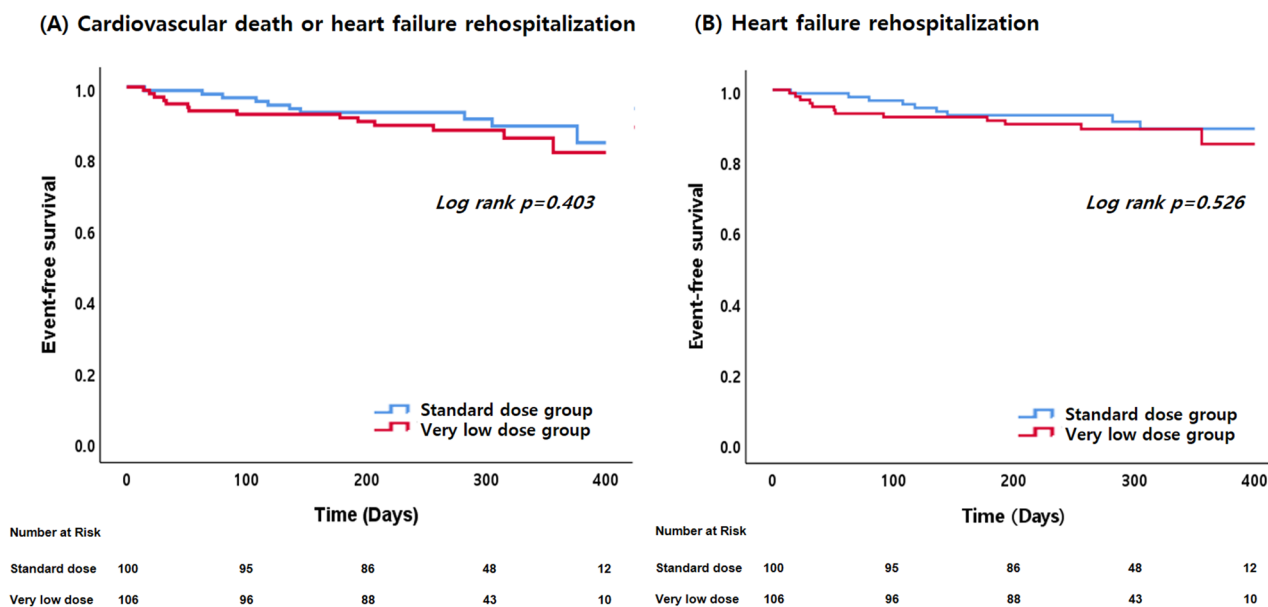 (A) Cardiovascular death or heart failure rehospitalization
Event-free survival
1.0
0.8
0.6
0.4
0.2
0.0
Log rank p=0.403
Standard dose group
Very low dose group
0 100 200 300 400
Time (Days)
Number at Risk
Standard dose 100 95 86 48 12
Very low dose 106 96 88 43 10
(B) Heart failure rehospitalization
Event-free survival
1.0
0.8
0.6
0.4
0.2
0.0
Log rank p=0.526
Standard dose group
Very low dose group
0 100 200 300 400
Time (Days)
Number at Risk
Standard dose 100 95 86 48 12
Very low dose 106 96 88 43 10